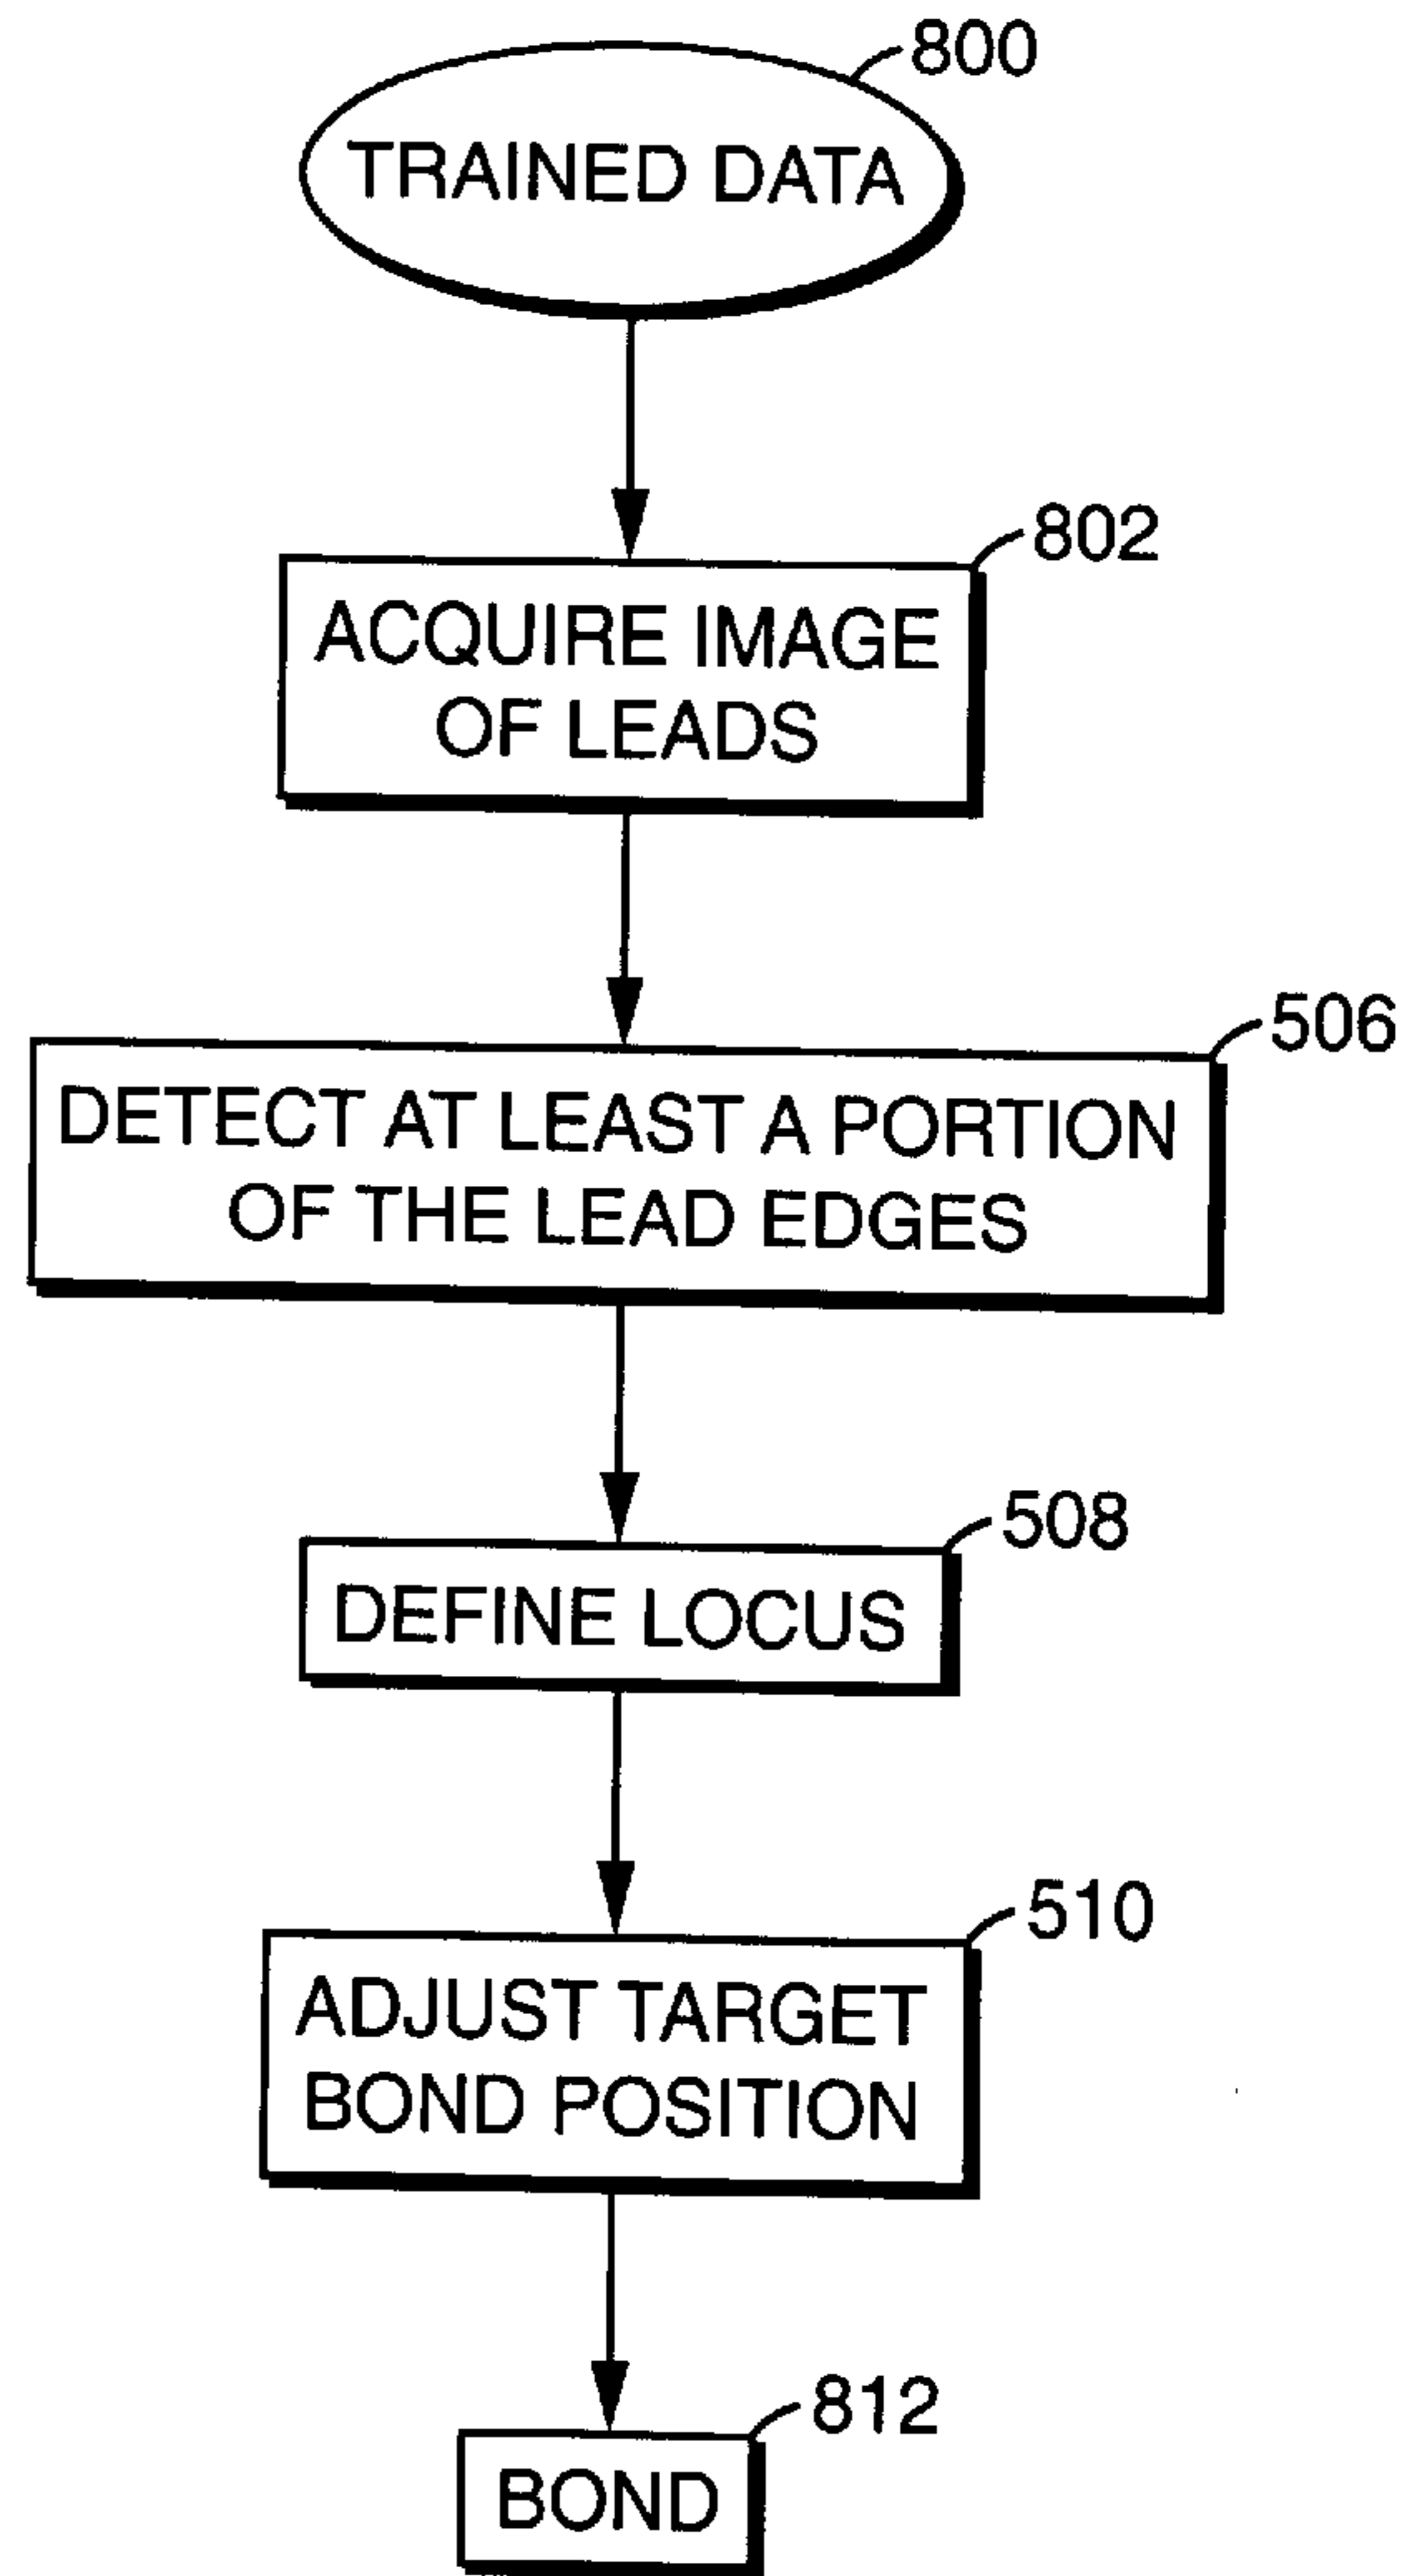 800
TRAINED DATA
802
ACQUIRE IMAGE
OF LEADS
506
DETECT AT LEAST A PORTION
OF THE LEAD EDGES
508
DEFINE LOCUS
510
ADJUST TARGET
BOND POSITION
812
BOND